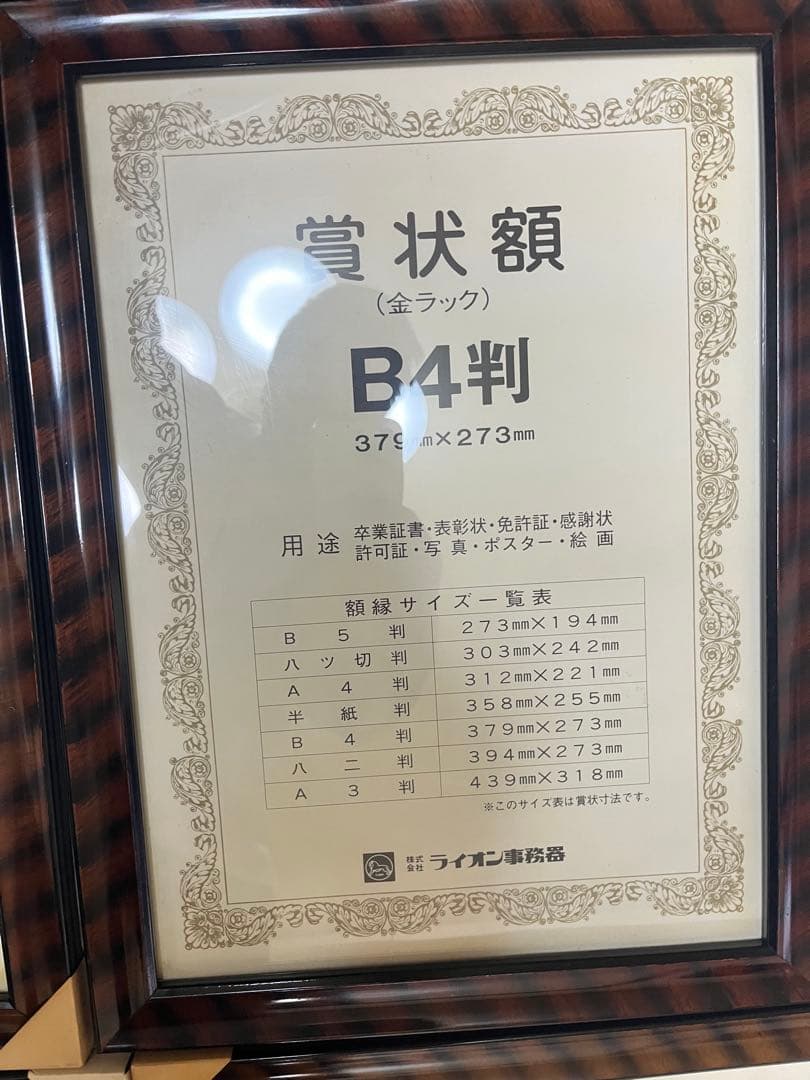 賞状額
(金ラック)
B4判
379mm×273mm
用途 卒業証書・表彰状・免許証・感謝状
許可証・写真・ポスター・絵画
額縁サイズ一覧表
B5判 273mm×194mm
八ツ切判 303mm×242mm
A4判 312mm×221mm
半紙判 358mm×255mm
B4判 379mm×273mm
八二判 394mm×273mm
A3判 439mm×318mm
※このサイズ表は賞状寸法です。
株式会社 ライオン事務器